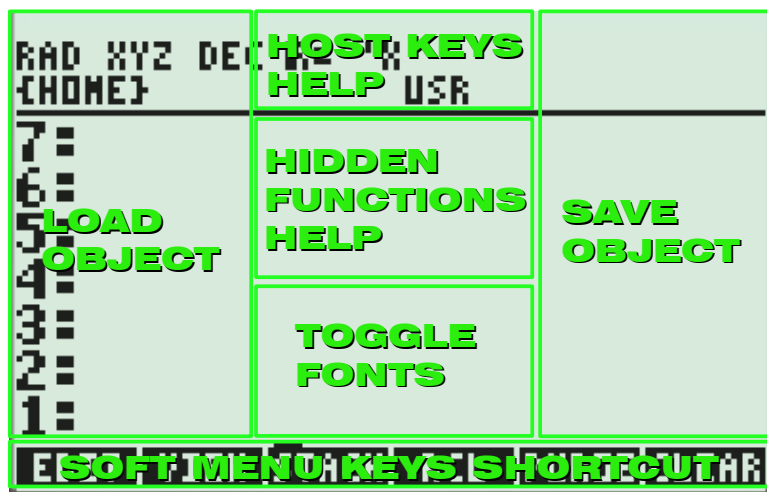 RAD XYZ DEC
HOST KEYS
HELP
{HOME}
USR
7:
6:
5:
4:
3:
2:
1:
HIDDEN
FUNCTIONS
HELP
LOAD
OBJECT
SAVE
OBJECT
TOGGLE
FONTS
SOFT MENU KEYS SHORTCUT